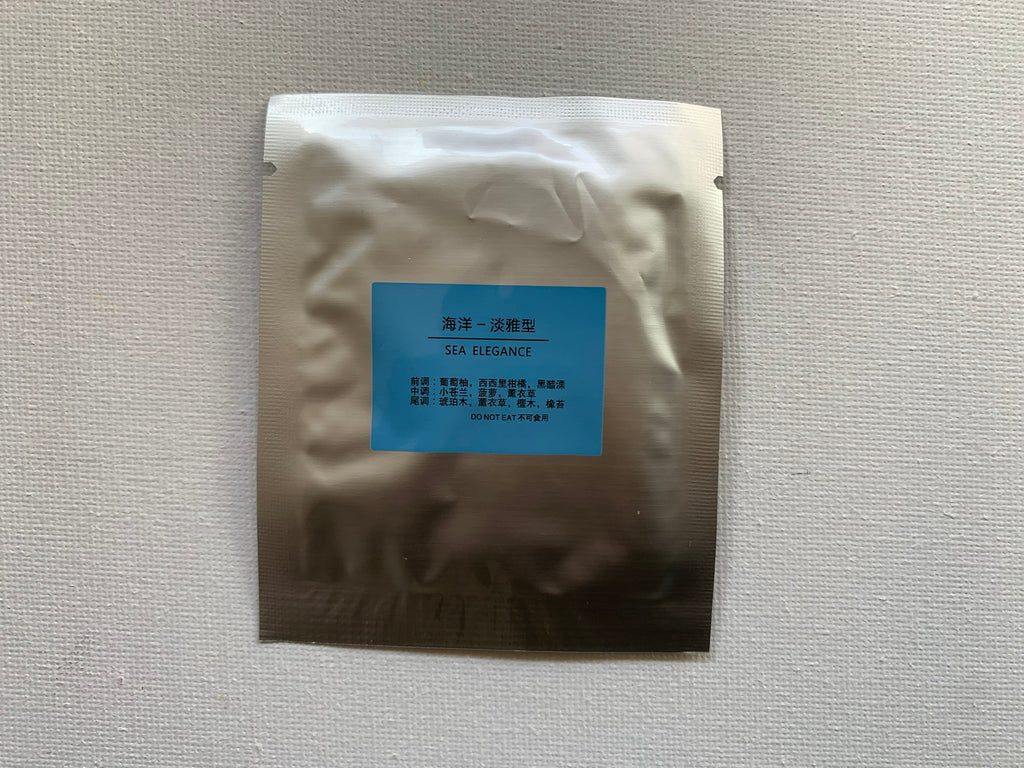 海洋 – 淡雅型
SEA ELEGANCE
前调：葡萄柚，西西里柑橘，黑醋溧
中调：小苍兰，菠萝，薰衣草
尾调：琥珀木，薰衣草，檀木，橡苔
DO NOT EAT 不可食用